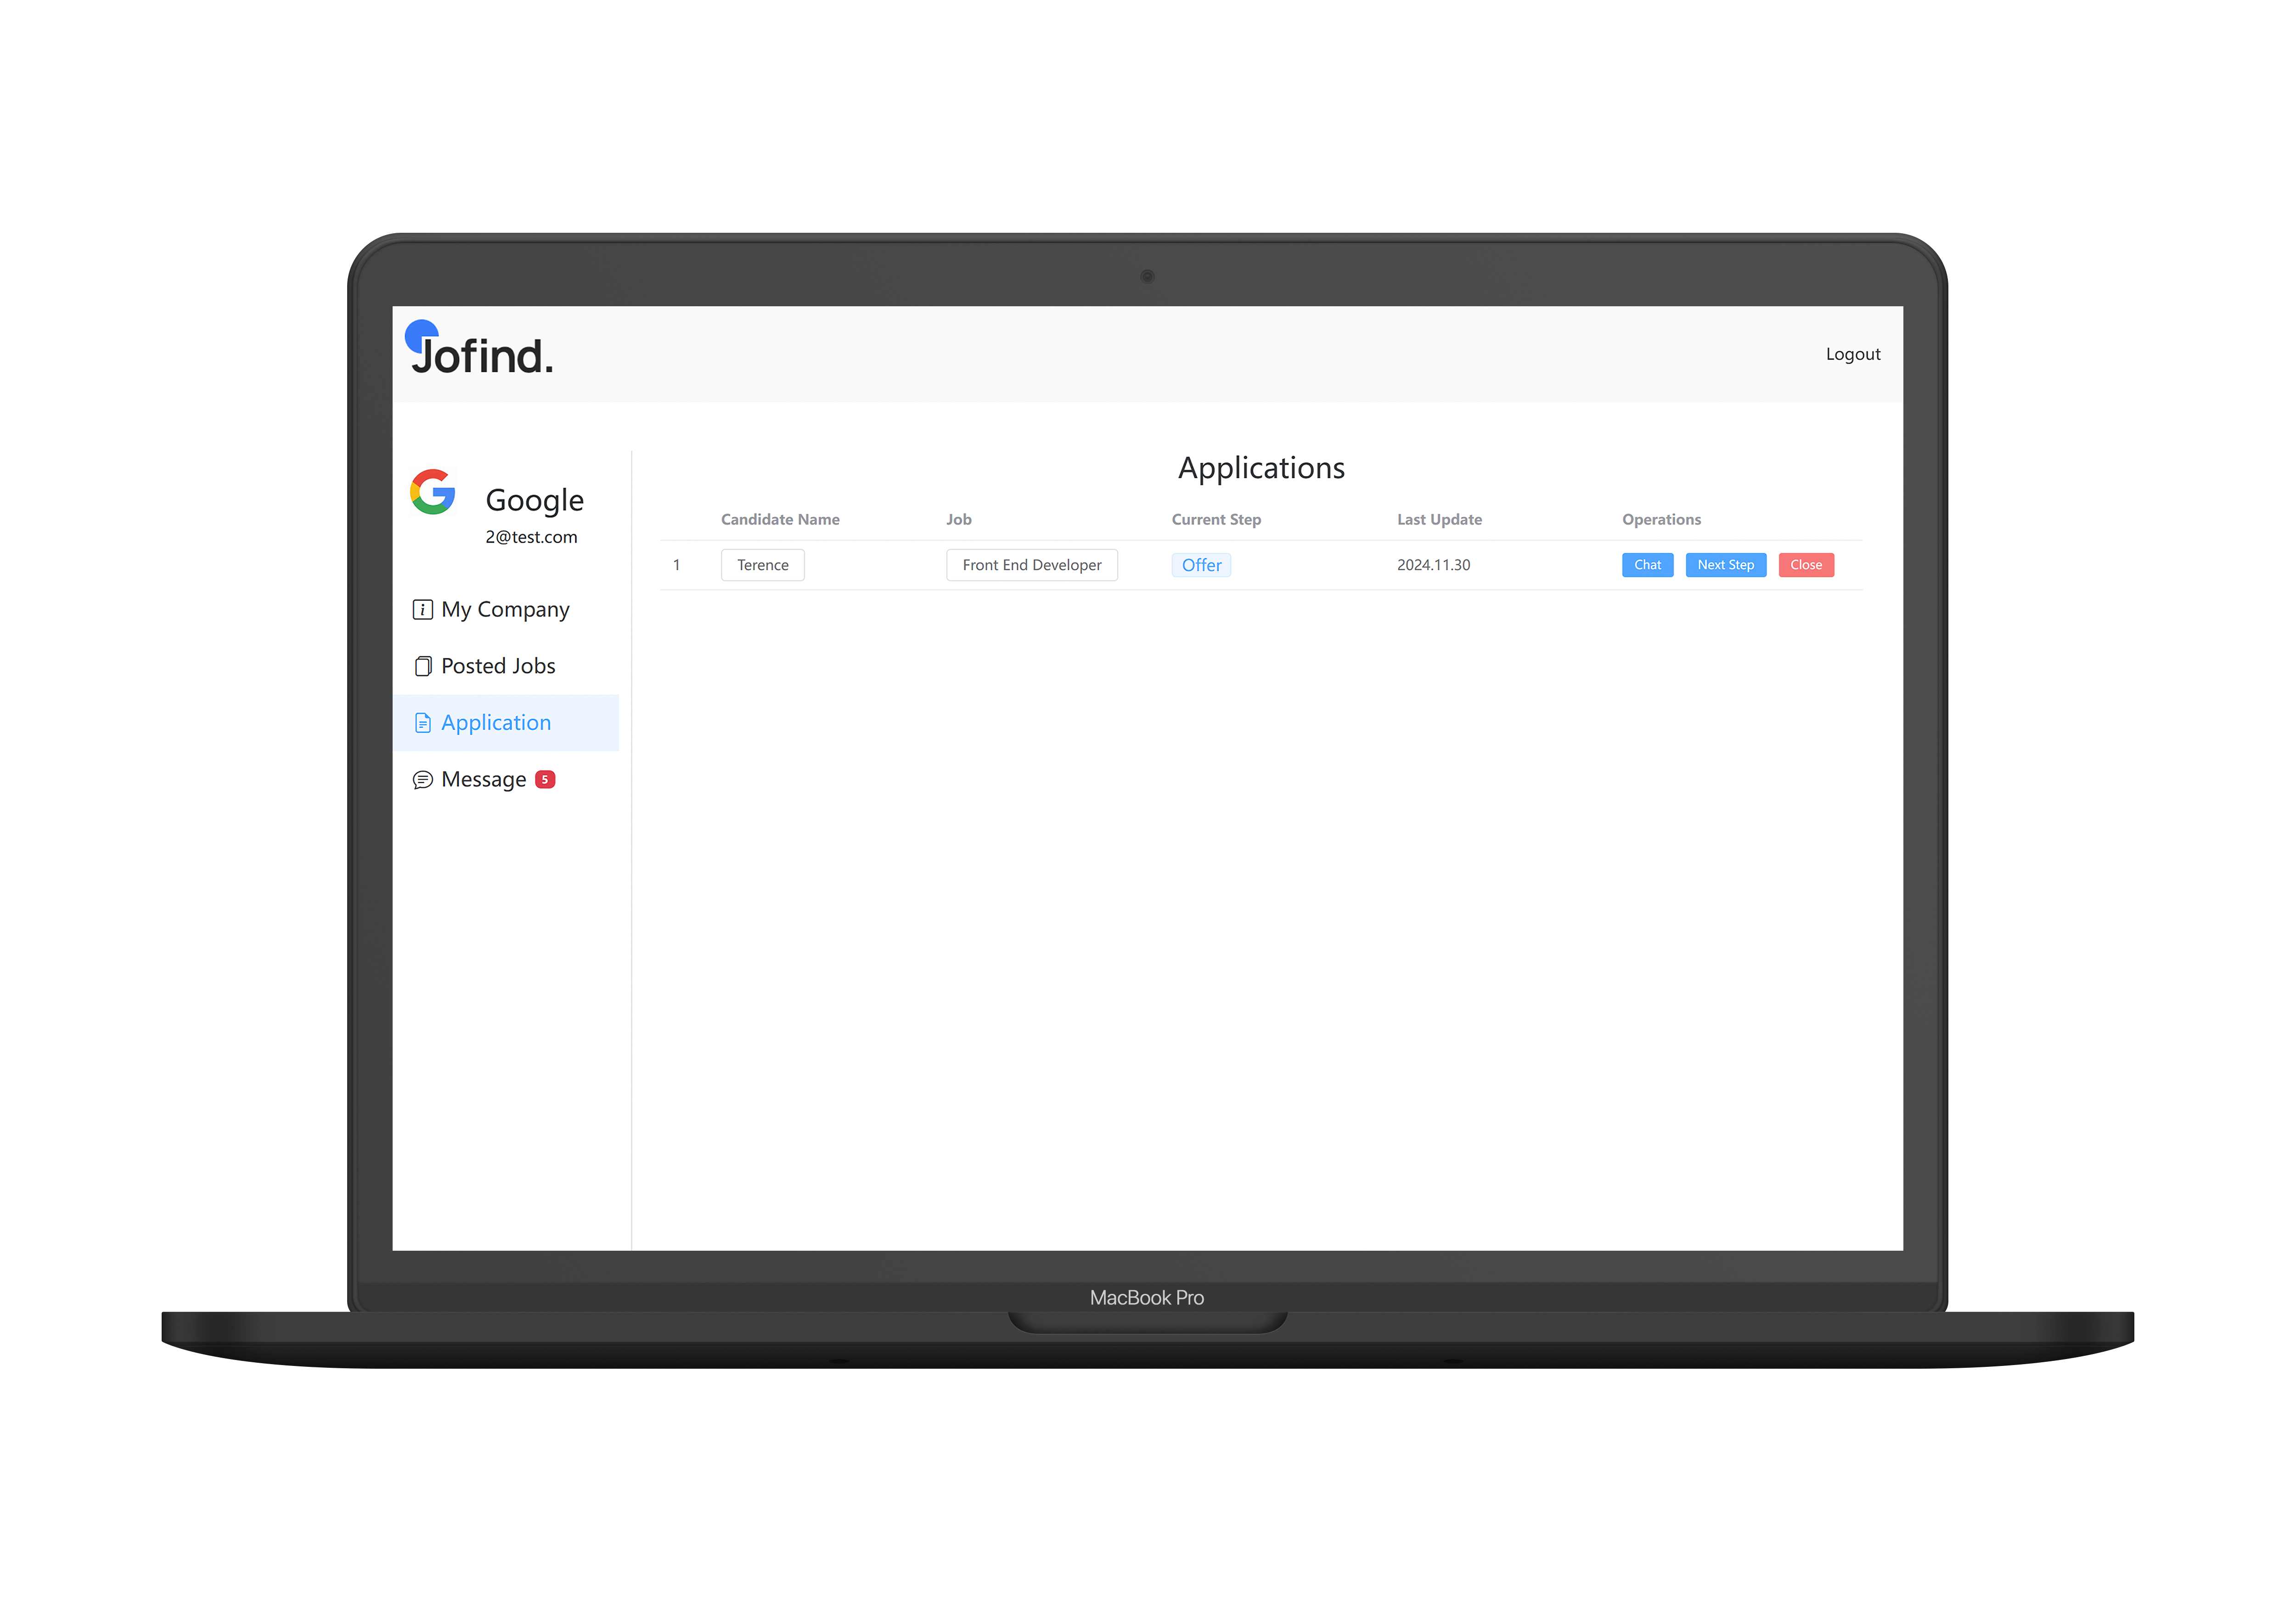 Jofind.
Logout
Google
2@test.com
My Company
Posted Jobs
Application
Message 5
Applications
Candidate Name Job Current Step Last Update Operations
1 Terence Front End Developer Offer 2024.11.30 Chat Next Step Close
MacBook Pro